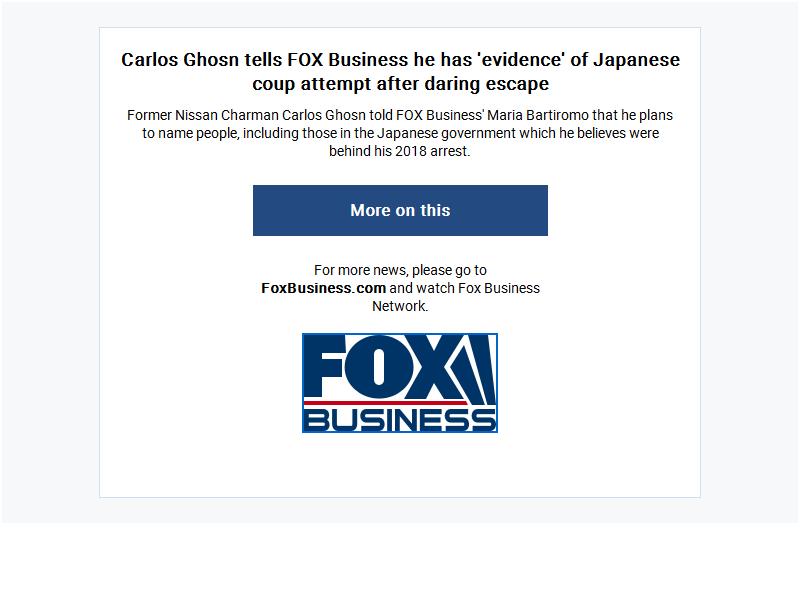 Carlos Ghosn tells FOX Business he has 'evidence' of Japanese
coup attempt after daring escape
Former Nissan Charman Carlos Ghosn told FOX Business' Maria Bartiromo that he plans
to name people, including those in the Japanese government which he believes were
behind his 2018 arrest.
More on this
For more news, please go to
FoxBusiness.com and watch Fox Business
Network.
FOX
BUSINESS